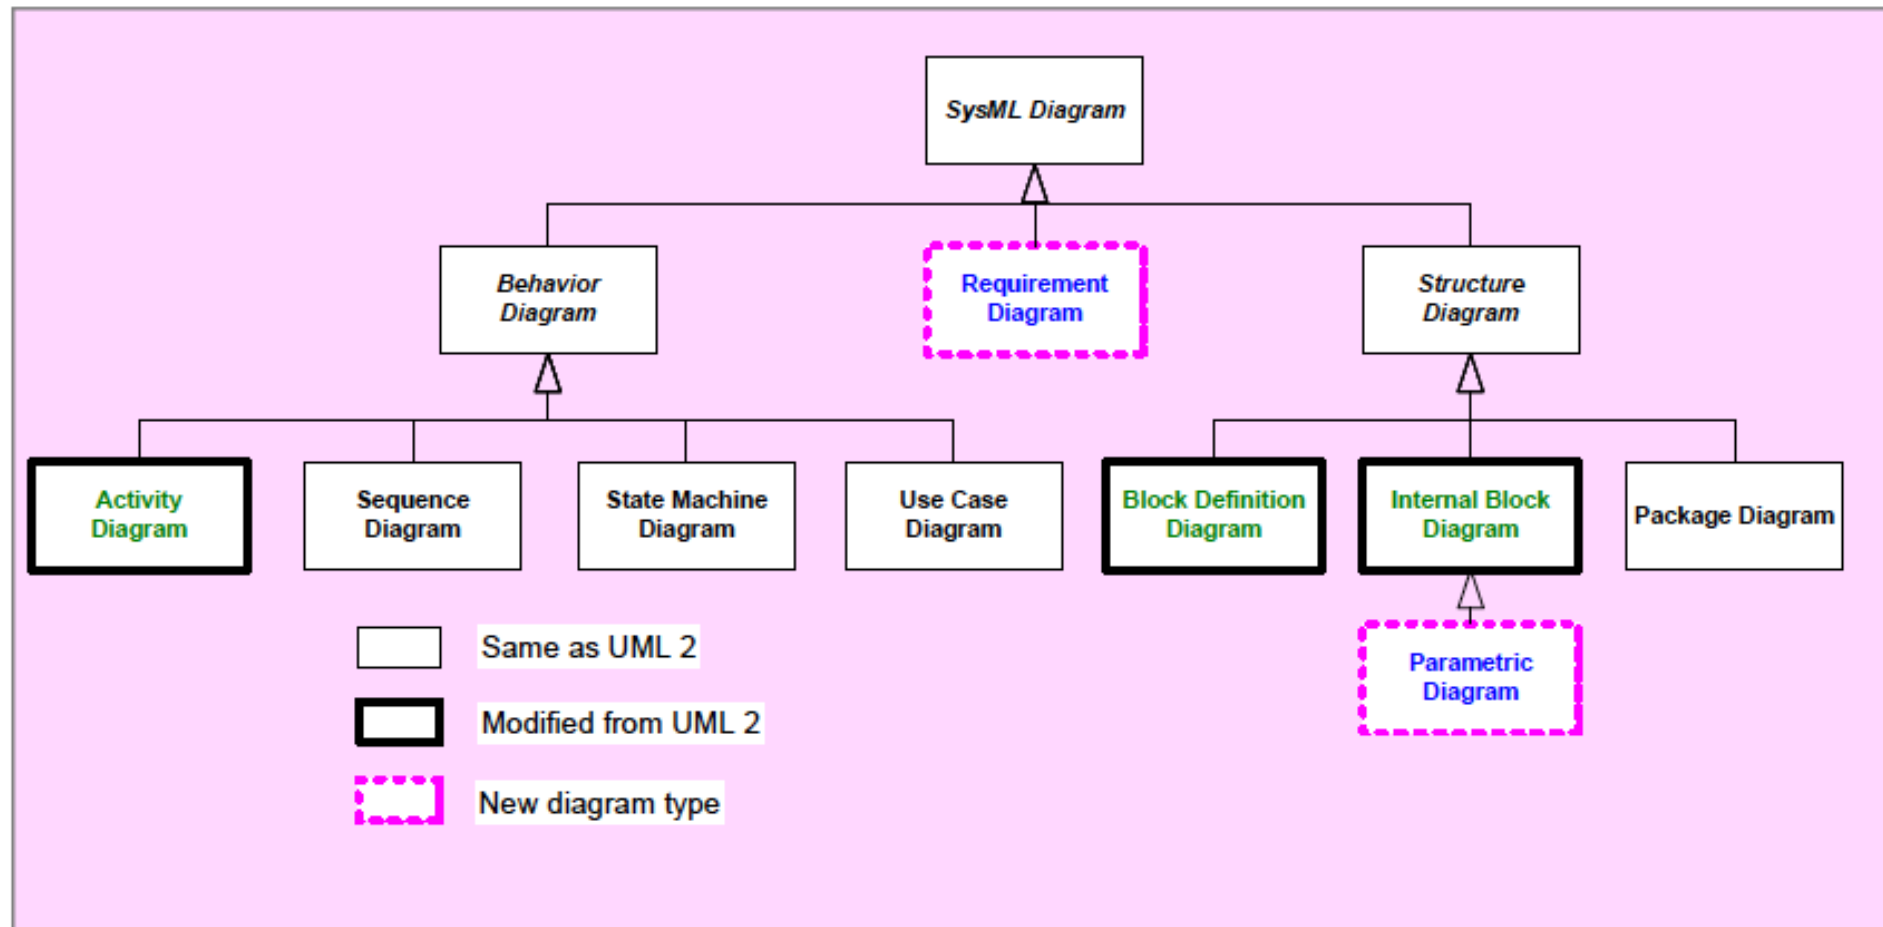 SysML Diagram
Behavior
Diagram
Requirement
Diagram
Structure
Diagram
Activity
Diagram
Sequence
Diagram
State Machine
Diagram
Use Case
Diagram
Block Definition
Diagram
Internal Block
Diagram
Package Diagram
Parametric
Diagram
Same as UML 2
Modified from UML 2
New diagram type